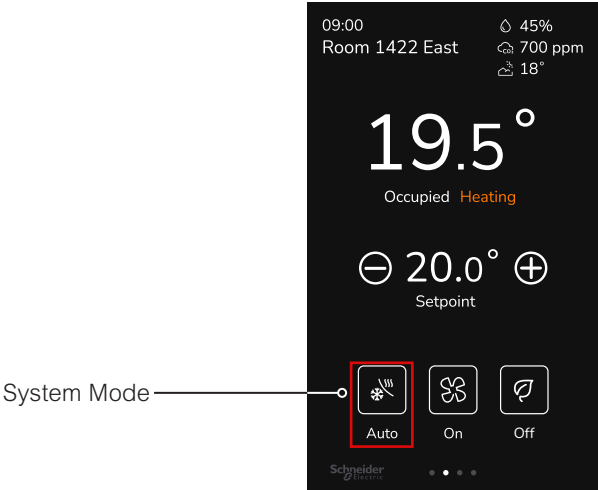 09:00
45%
Room 1422 East
CO2 700 ppm
18°
19.5°
Occupied Heating
20.0°
Setpoint
System Mode
Auto
On
Off
Schneider
Electric